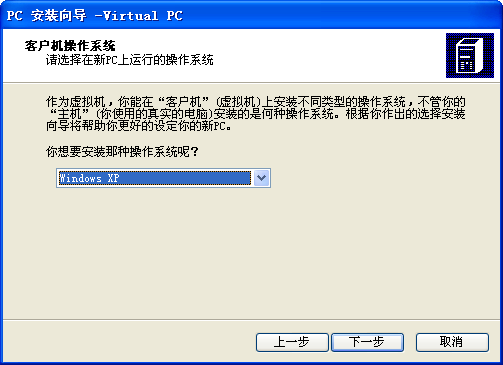 PC 安装向导 -Virtual PC
客户机操作系统
请选择在新PC上运行的操作系统
作为虚拟机，你能在“客户机”(虚拟机)上安装不同类型的操作系统，不管你的
“主机”(你使用的真实的电脑)安装的是何种操作系统。根据你作出的选择安装
向导将帮助你更好的设定你的新PC。
你想要安装那种操作系统呢？
Windows XP
上一步 下一步 取消